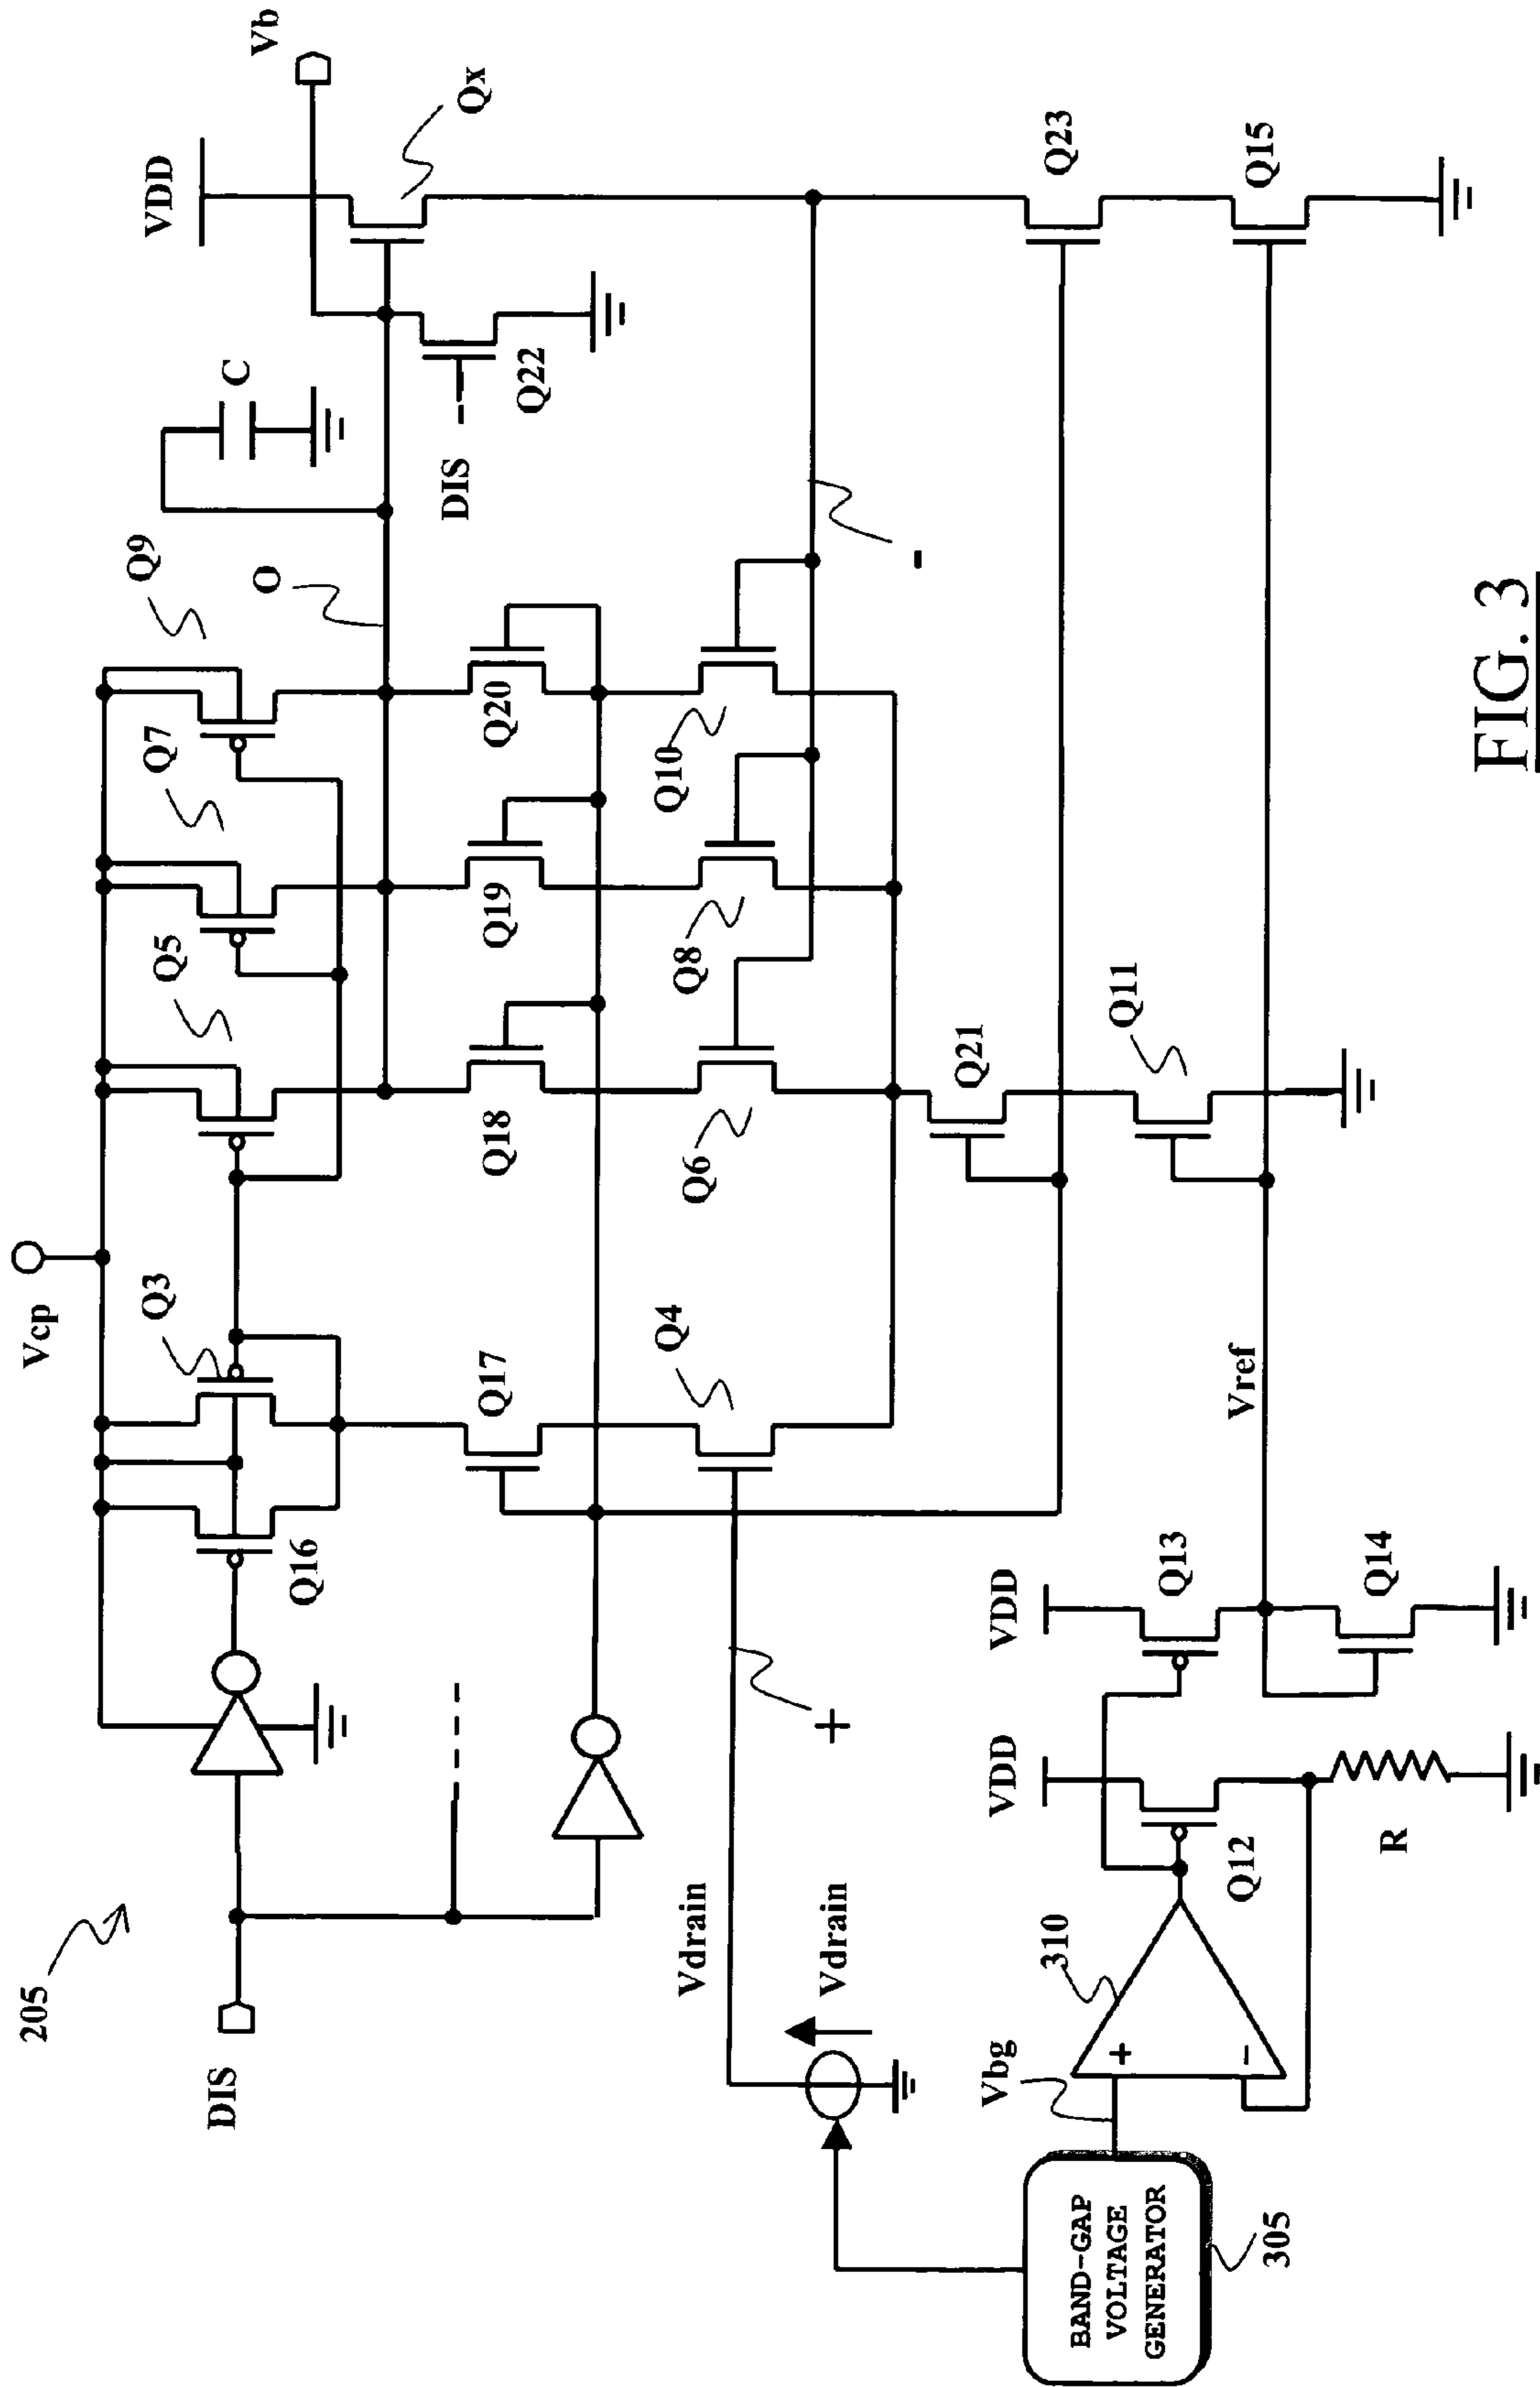 205
DIS
Vcp
Q16
Q3
Q5
Q7
Q9
O
C
VDD
Vb
Qx
DIS
Q22
Q17
Q18
Q19
Q20
Vdrain
Vdrain
+
Q4
Q6
Q8
Q10
-
Q21
Q11
Q23
Q15
BAND-GAP
VOLTAGE
GENERATOR
305
Vbg
310
+
-
VDD
Q12
R
VDD
Q13
Q14
Vref
FIG. 3